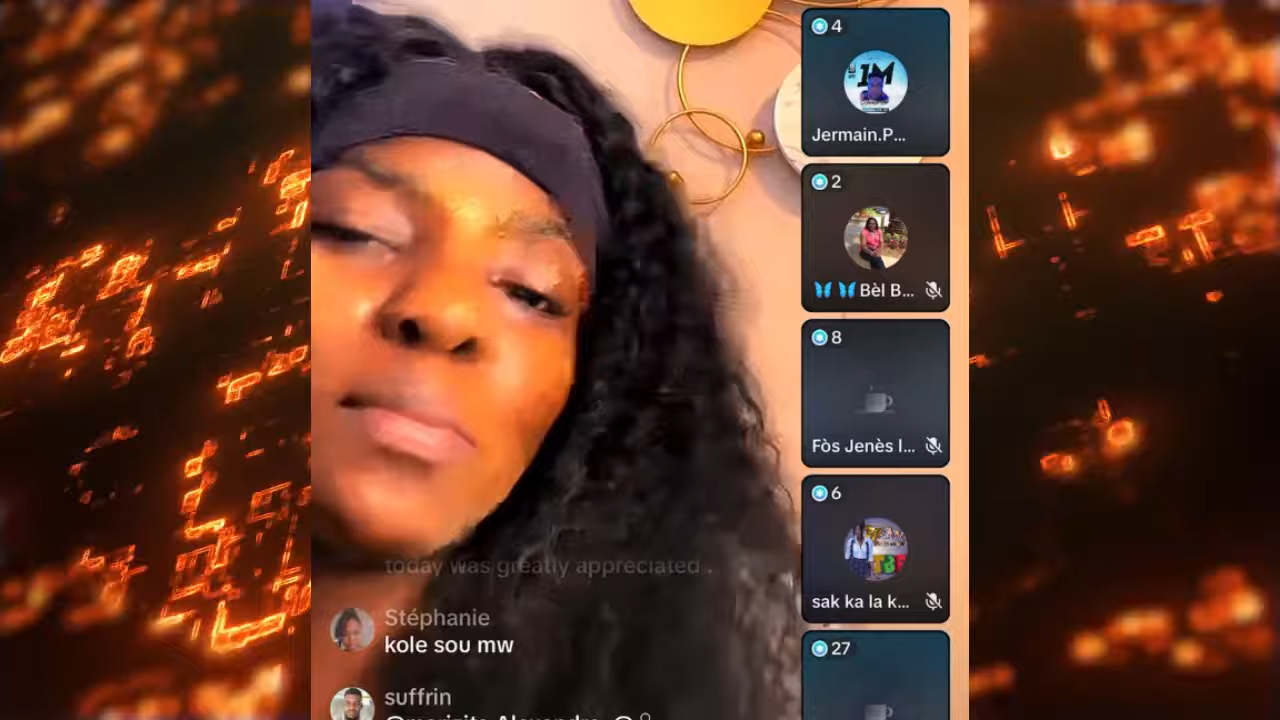 4
1M
Jermain.P...
2
🦋 🦋 Bèl B...
8
Fòs Jenès l...
6
sak ka la k...
27
today was greatly appreciated .
Stéphanie
kole sou mw
suffrin